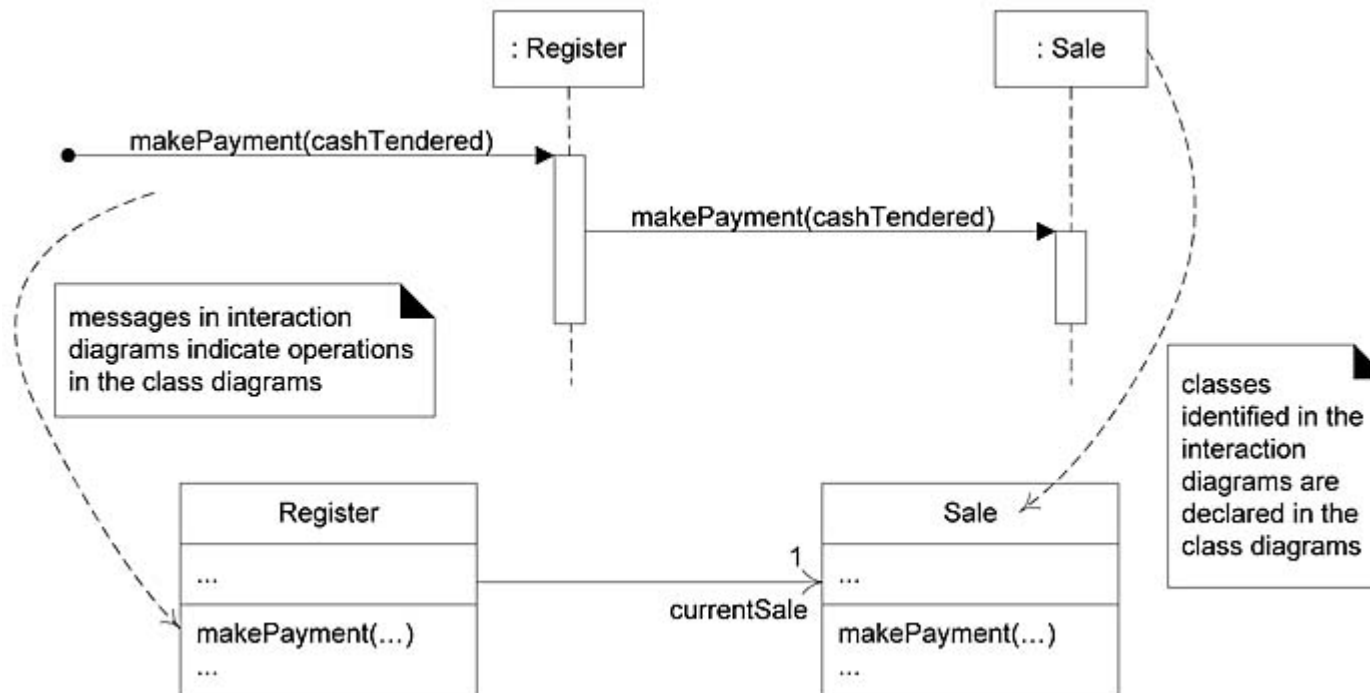 : Register
: Sale
makePayment(cashTendered)
makePayment(cashTendered)
messages in interaction
diagrams indicate operations
in the class diagrams
classes
identified in the
interaction
diagrams are
declared in the
class diagrams
Register
...
makePayment(...)
...
1
currentSale
Sale
...
makePayment(...)
...